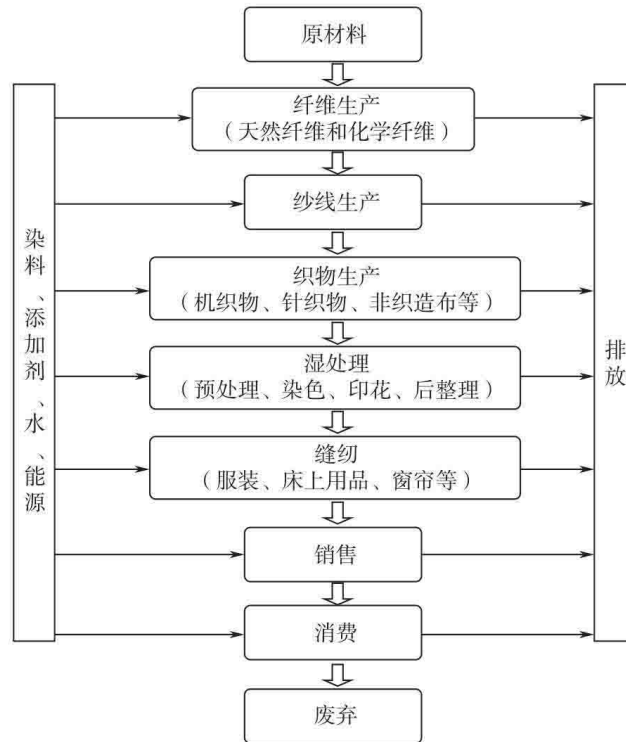 原材料
纤维生产
（天然纤维和化学纤维）
纱线生产
织物生产
（机织物、针织物、非织造布等）
湿处理
（预处理、染色、印花、后整理）
缝纫
（服装、床上用品、窗帘等）
销售
消费
废弃
染料、添加剂、水、能源
排放